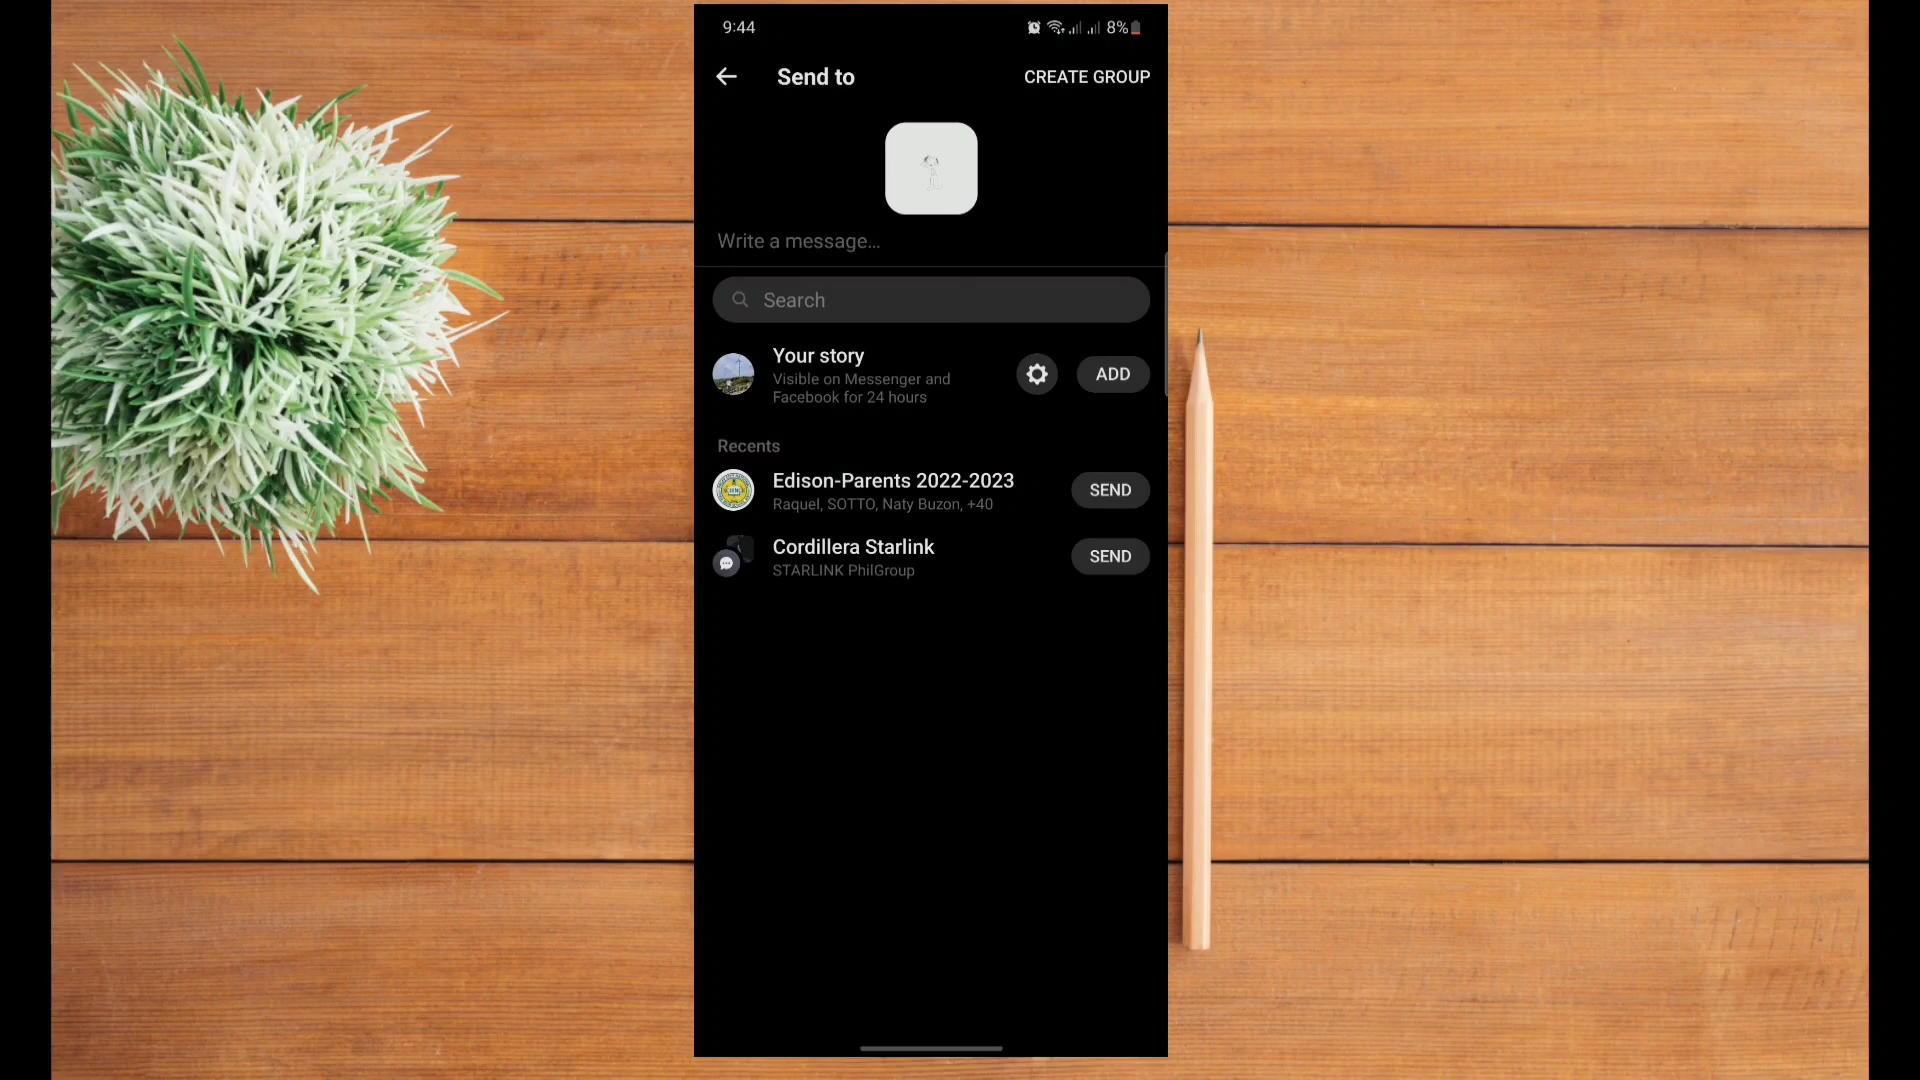 9:44
8%
Send to
CREATE GROUP
Write a message...
Search
Your story
Visible on Messenger and
Facebook for 24 hours
ADD
Recents
Edison-Parents 2022-2023
Raquel, SOTTO, Naty Buzon, +40
SEND
Cordillera Starlink
STARLINK PhilGroup
SEND